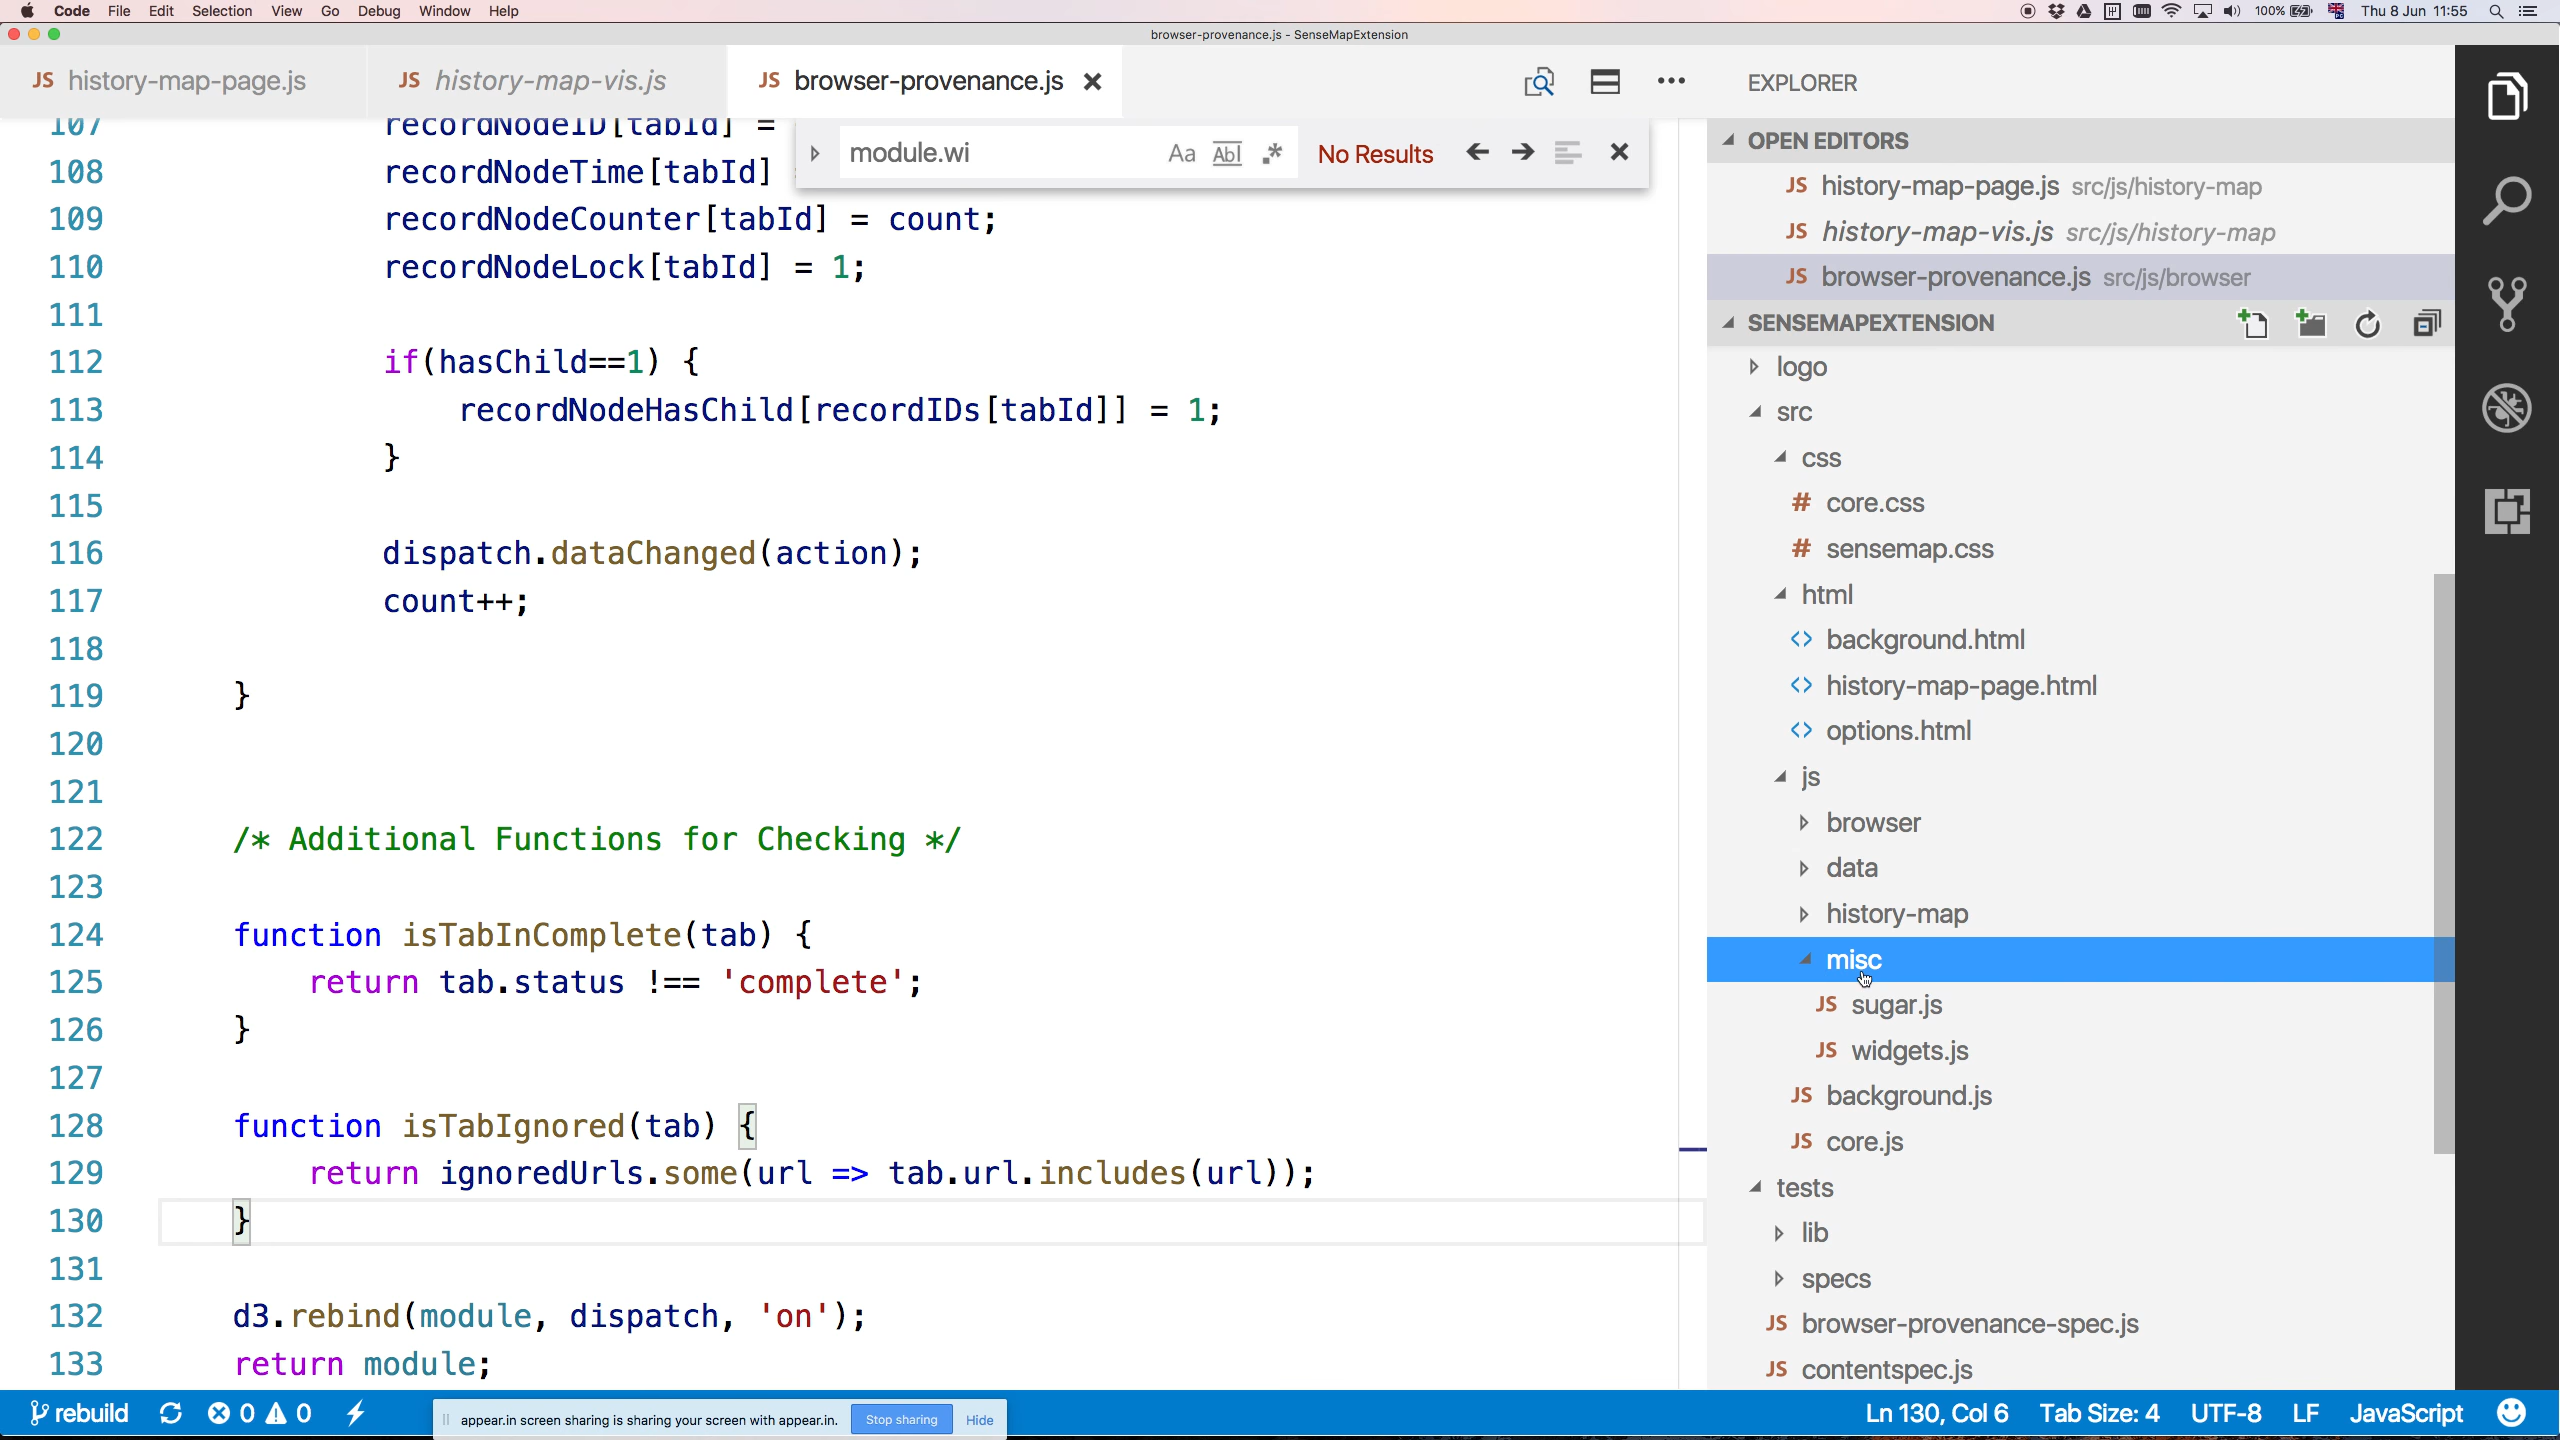 Code File Edit Selection View Go Debug Window Help
100% Thu 8 Jun 11:55
browser-provenance.js - SenseMapExtension
JS history-map-page.js
JS history-map-vis.js
JS browser-provenance.js
module.wi
Aa Abl .* No Results
107 recordNodeID[tabId] =
108 recordNodeTime[tabId]
109 recordNodeCounter[tabId] = count;
110 recordNodeLock[tabId] = 1;
111
112 if(hasChild==1) {
113 recordNodeHasChild[recordIDs[tabId]] = 1;
114 }
115
116 dispatch.dataChanged(action);
117 count++;
118
119 }
120
121
122 /* Additional Functions for Checking */
123
124 function isTabInComplete(tab) {
125 return tab.status !== 'complete';
126 }
127
128 function isTabIgnored(tab) {
129 return ignoredUrls.some(url => tab.url.includes(url));
130 }
131
132 d3.rebind(module, dispatch, 'on');
133 return module;
EXPLORER
OPEN EDITORS
JS history-map-page.js src/js/history-map
JS history-map-vis.js src/js/history-map
JS browser-provenance.js src/js/browser
SENSEMAPEXTENSION
logo
src
css
# core.css
# sensemap.css
html
<> background.html
<> history-map-page.html
<> options.html
js
browser
data
history-map
misc
JS sugar.js
JS widgets.js
JS background.js
JS core.js
tests
lib
specs
JS browser-provenance-spec.js
JS contentspec.js
rebuild 0 0
appear.in screen sharing is sharing your screen with appear.in. Stop sharing Hide
Ln 130, Col 6 Tab Size: 4 UTF-8 LF JavaScript